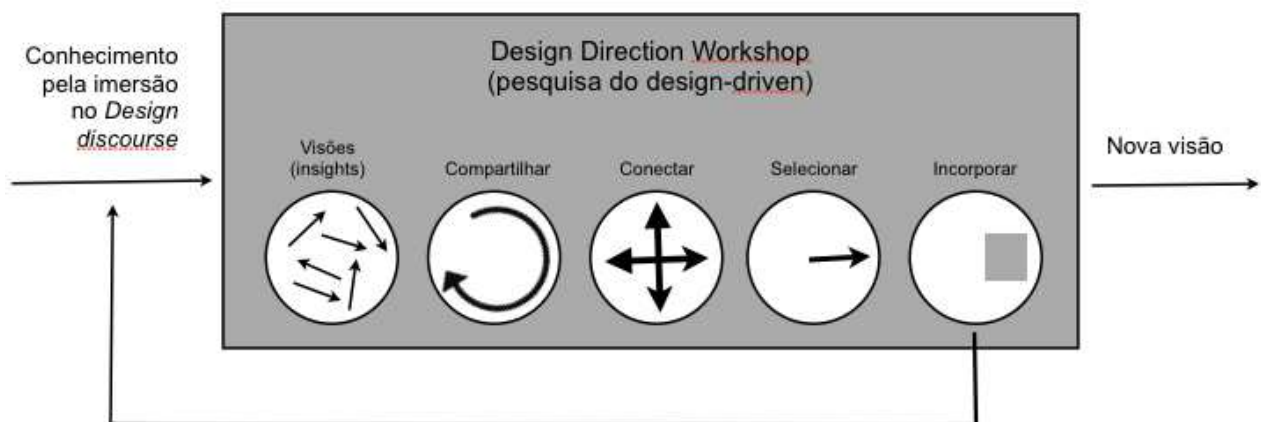 Conhecimento
pela imersão
no Design
discourse
Design Direction Workshop
(pesquisa do design-driven)
Visões
(insights)
Compartilhar
Conectar
Selecionar
Incorporar
Nova visão